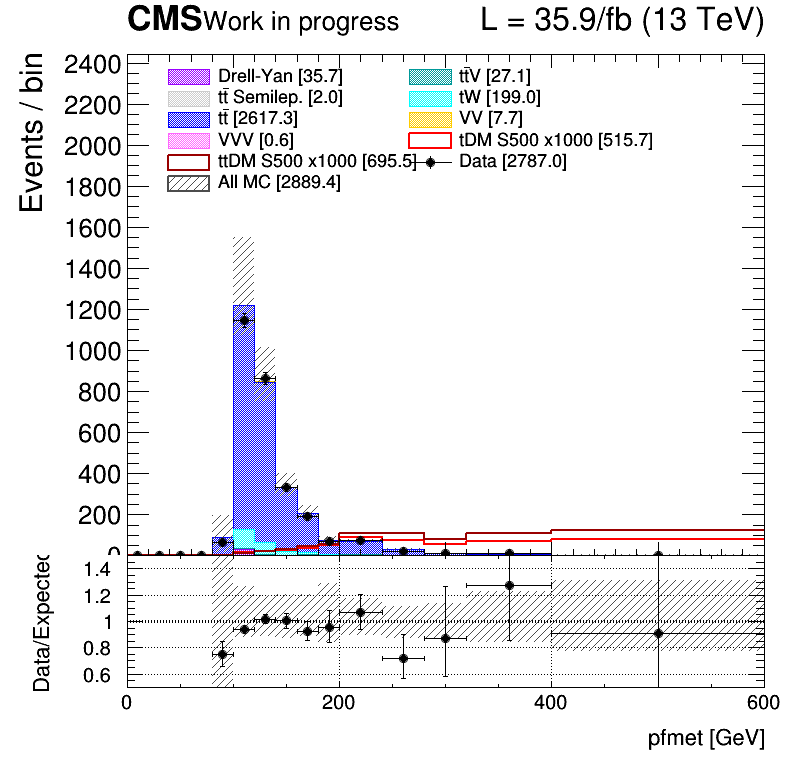 CMS Work in progress L = 35.9/fb (13 TeV)
Events / bin
2400
2200
2000
1800
1600
1400
1200
1000
800
600
400
200
0
Drell-Yan [35.7] tt̄V [27.1]
tt̄ Semilep. [2.0] tW [199.0]
tt̄ [2617.3] VV [7.7]
VVV [0.6] tDM S500 x1000 [515.7]
ttDM S500 x1000 [695.5] Data [2787.0]
All MC [2889.4]
Data/Expected
1.4
1.2
1
0.8
0.6
0 200 400 600
pfmet [GeV]